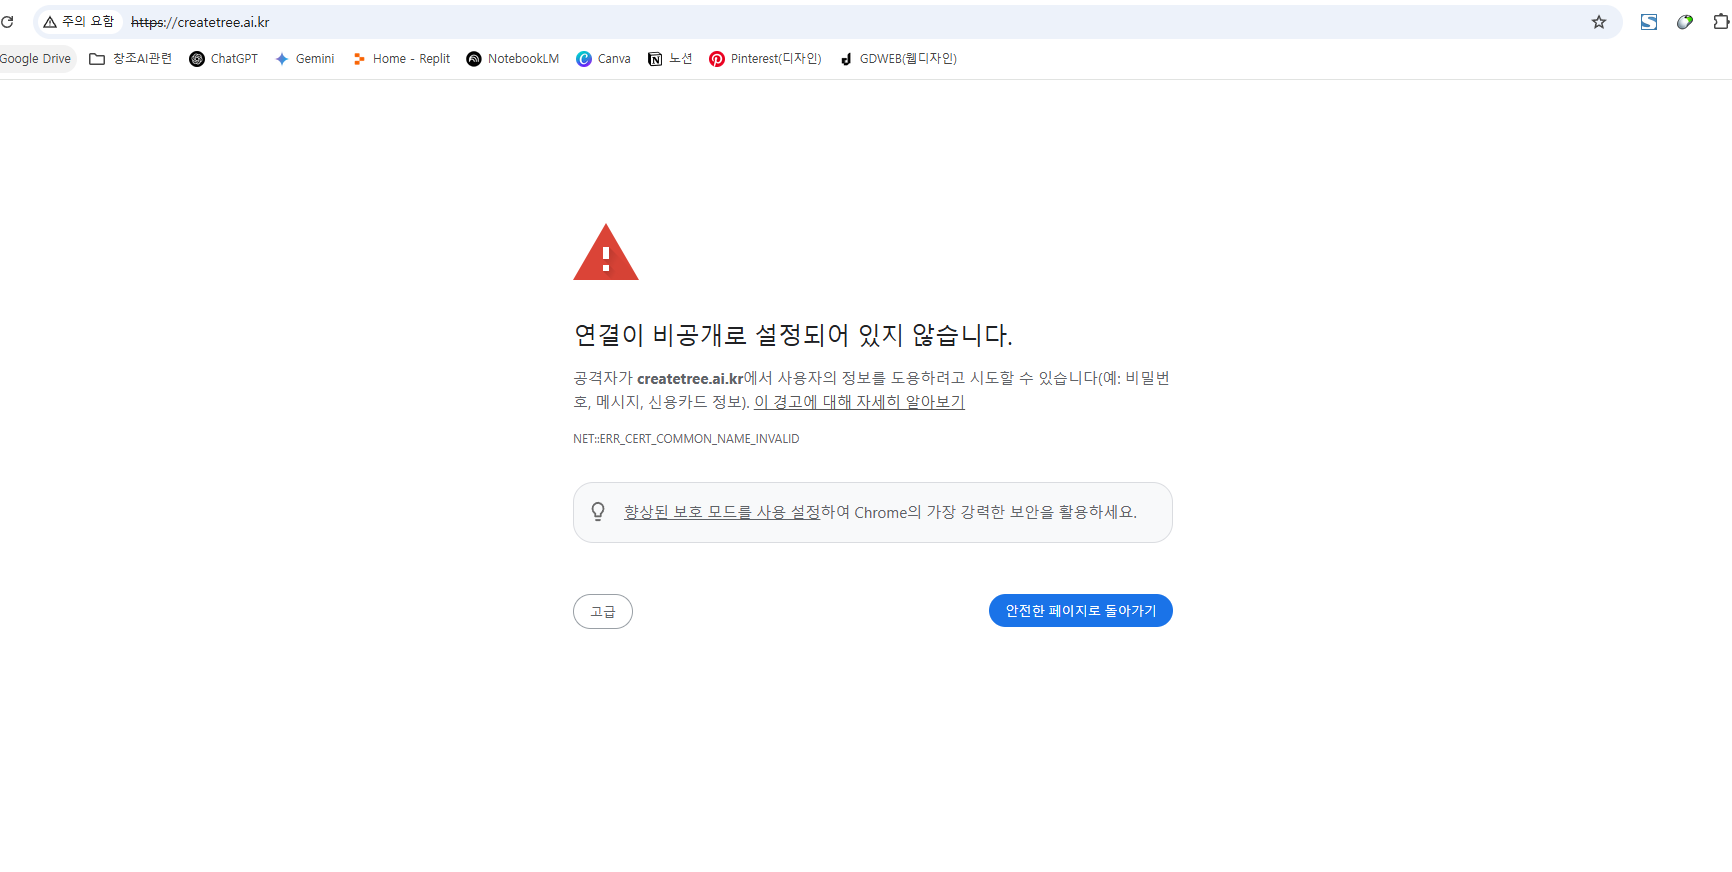 주의 요함 https://createtree.ai.kr
Google Drive 창조AI관련 ChatGPT Gemini Home - Replit NotebookLM Canva 노션 Pinterest(디자인) GDWEB(웹디자인)
연결이 비공개로 설정되어 있지 않습니다.
공격자가 createtree.ai.kr에서 사용자의 정보를 도용하려고 시도할 수 있습니다(예: 비밀번
호, 메시지, 신용카드 정보). 이 경고에 대해 자세히 알아보기
NET::ERR_CERT_COMMON_NAME_INVALID
향상된 보호 모드를 사용 설정하여 Chrome의 가장 강력한 보안을 활용하세요.
고급 안전한 페이지로 돌아가기